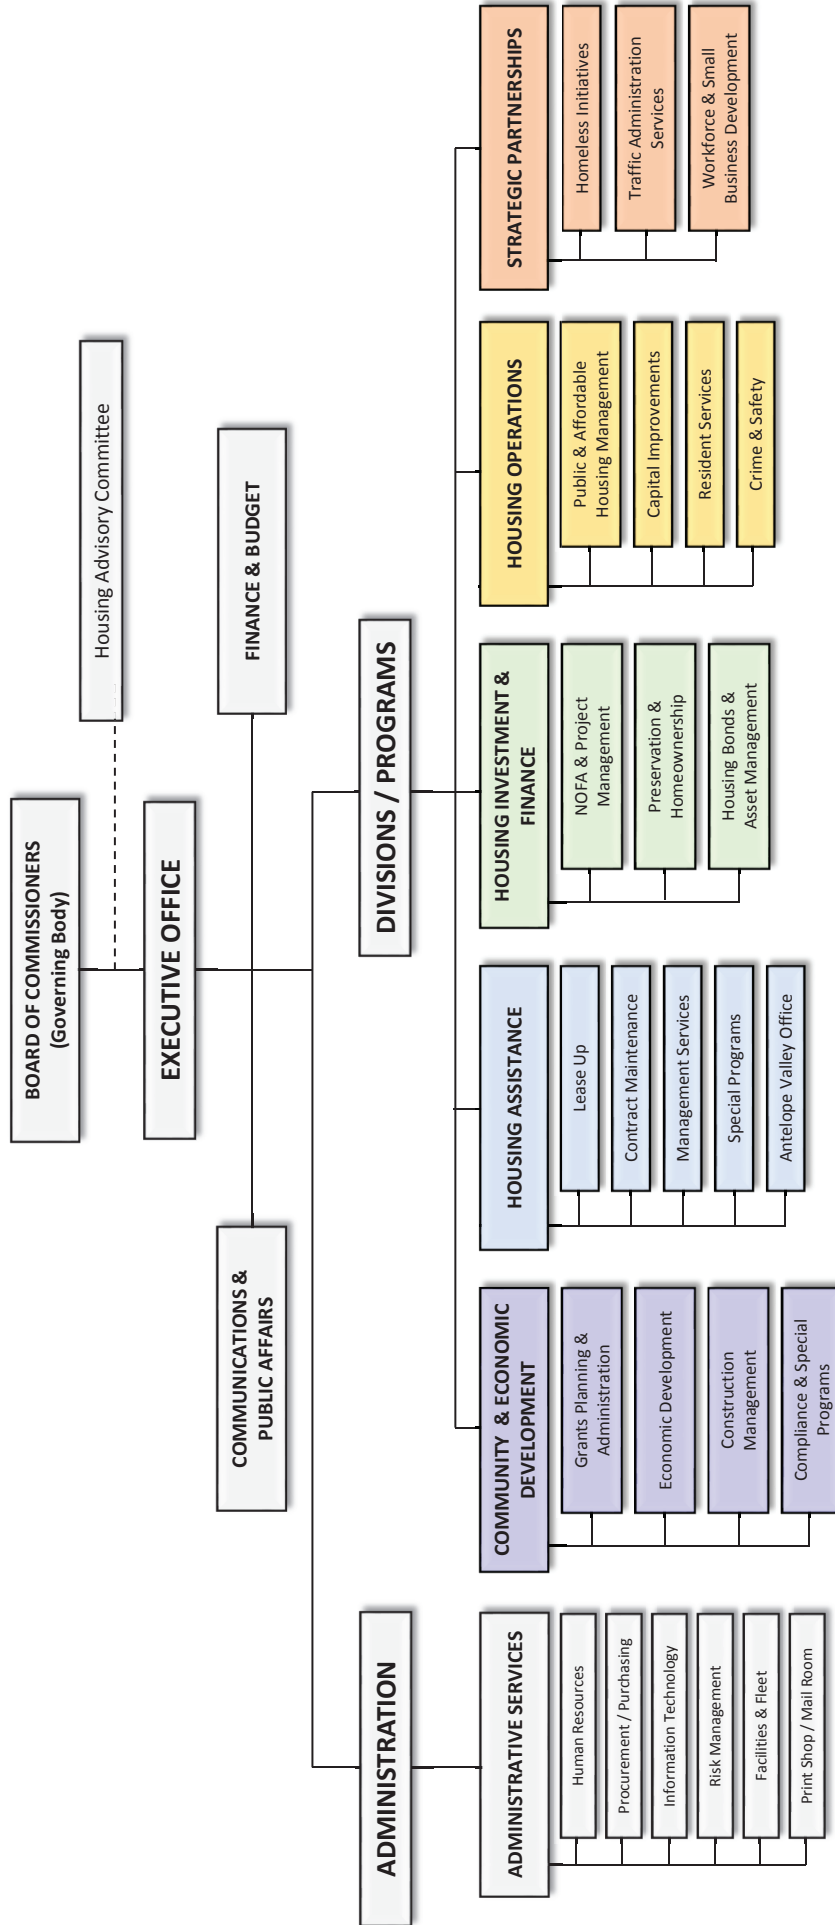 BOARD OF COMMISSIONERS
(Governing Body)
Housing Advisory Committee
EXECUTIVE OFFICE
COMMUNICATIONS &
PUBLIC AFFAIRS
FINANCE & BUDGET
ADMINISTRATION
DIVISIONS / PROGRAMS
ADMINISTRATIVE SERVICES
Human Resources
Procurement / Purchasing
Information Technology
Risk Management
Facilities & Fleet
Print Shop / Mail Room
COMMUNITY & ECONOMIC
DEVELOPMENT
Grants Planning &
Administration
Economic Development
Construction
Management
Compliance & Special
Programs
HOUSING ASSISTANCE
Lease Up
Contract Maintenance
Management Services
Special Programs
Antelope Valley Office
HOUSING INVESTMENT &
FINANCE
NOFA & Project
Management
Preservation &
Homeownership
Housing Bonds &
Asset Management
HOUSING OPERATIONS
Public & Affordable
Housing Management
Capital Improvements
Resident Services
Crime & Safety
STRATEGIC PARTNERSHIPS
Homeless Initiatives
Traffic Administration
Services
Workforce & Small
Business Development